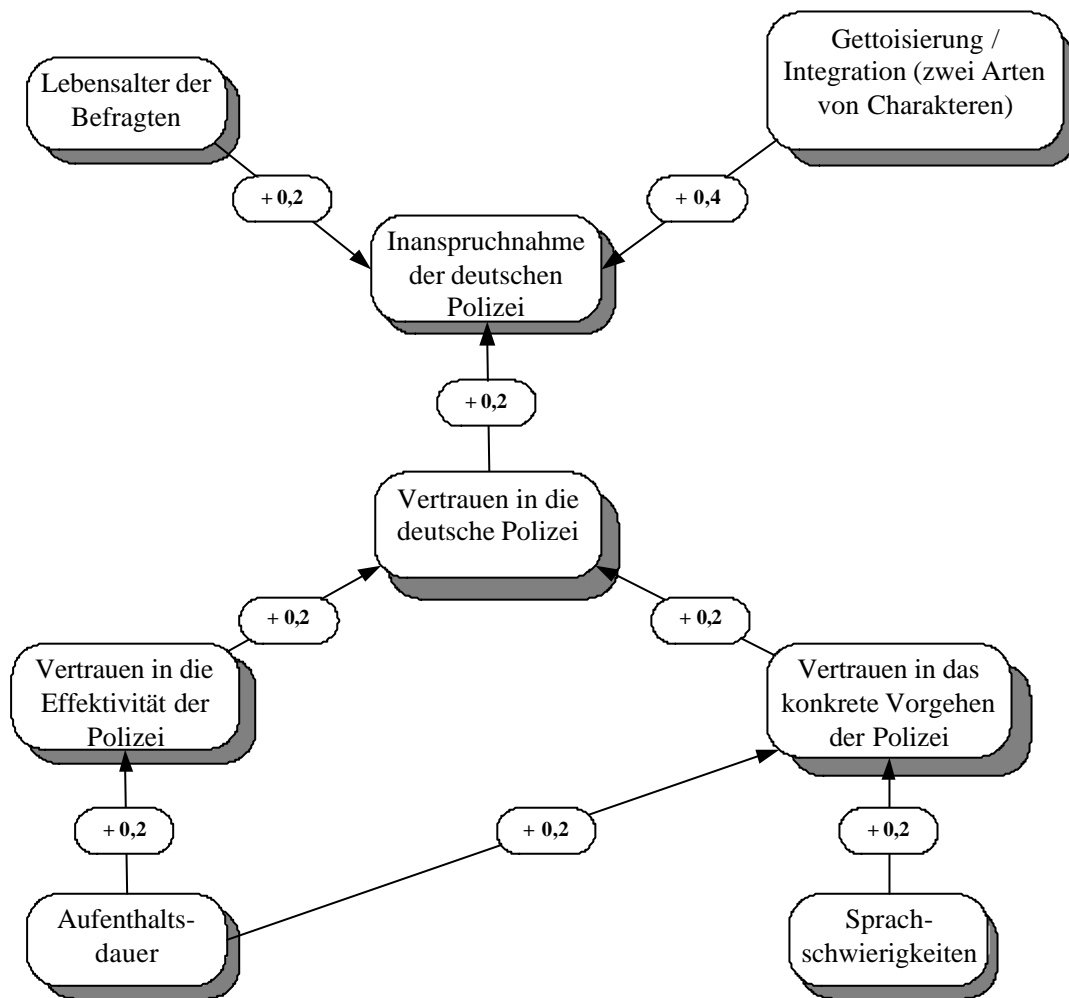 Lebensalter der
Befragten
Gettoisierung /
Integration (zwei Arten
von Charakteren)
+ 0,2
+ 0,4
Inanspruchnahme
der deutschen
Polizei
+ 0,2
Vertrauen in die
deutsche Polizei
+ 0,2
+ 0,2
Vertrauen in die
Effektivität der
Polizei
Vertrauen in das
konkrete Vorgehen
der Polizei
+ 0,2
+ 0,2
+ 0,2
Aufenthalts-
dauer
Sprach-
schwierigkeiten